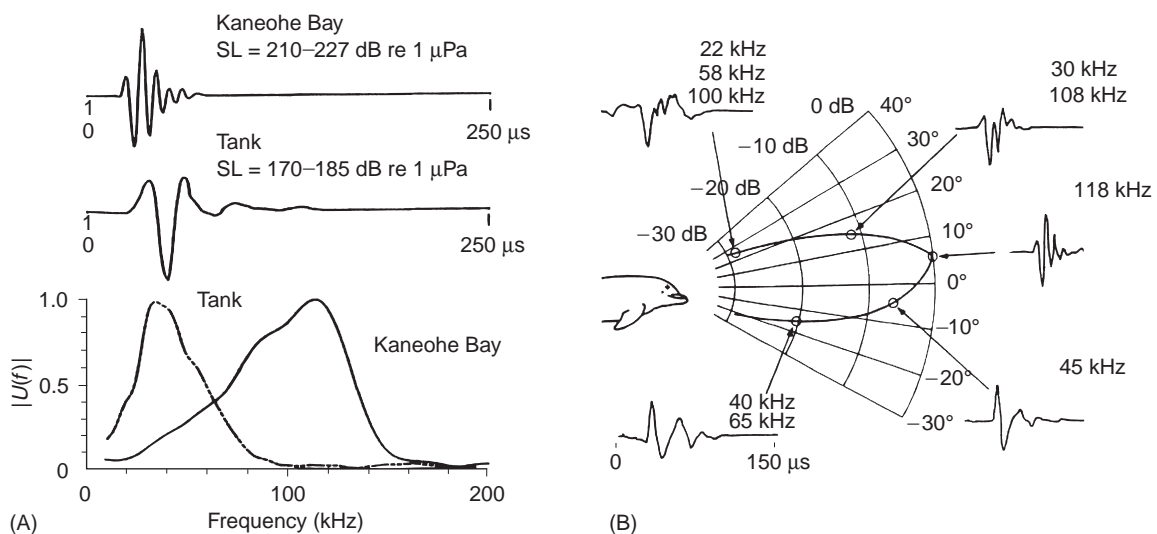 Kaneohe Bay
SL = 210–227 dB re 1 μPa
1
0
250 μs
Tank
SL = 170–185 dB re 1 μPa
1
0
250 μs
Tank
Kaneohe Bay
1.0
0.5
0
|U(f)|
0
100
200
Frequency (kHz)
(A)
22 kHz
58 kHz
100 kHz
30 kHz
108 kHz
0 dB
−10 dB
−20 dB
−30 dB
40°
30°
20°
10°
0°
−10°
−20°
−30°
118 kHz
45 kHz
40 kHz
65 kHz
0
150 μs
(B)